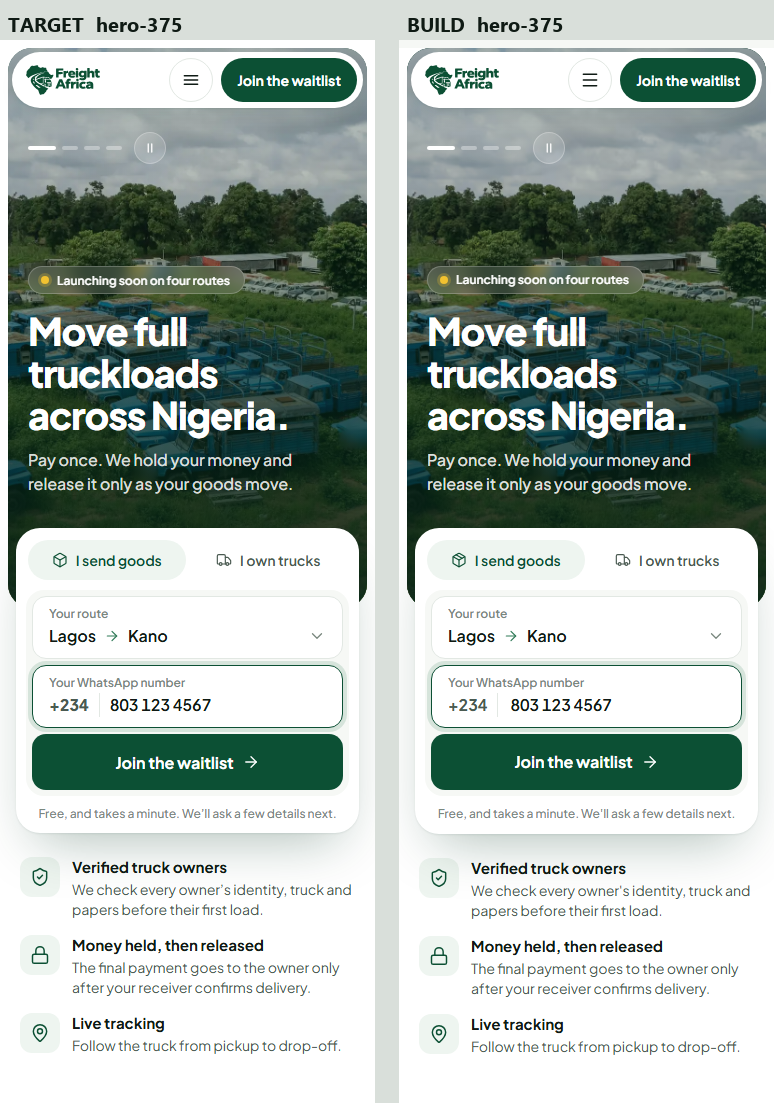 TARGET hero-375
Freight
Africa
Join the waitlist
Launching soon on four routes
Move full
truckloads
across Nigeria.
Pay once. We hold your money and
release it only as your goods move.
I send goods
I own trucks
Your route
Lagos → Kano
Your WhatsApp number
+234 803 123 4567
Join the waitlist →
Free, and takes a minute. We'll ask a few details next.
Verified truck owners
We check every owner's identity, truck and
papers before their first load.
Money held, then released
The final payment goes to the owner only
after your receiver confirms delivery.
Live tracking
Follow the truck from pickup to drop-off.
BUILD hero-375
Freight
Africa
Join the waitlist
Launching soon on four routes
Move full
truckloads
across Nigeria.
Pay once. We hold your money and
release it only as your goods move.
I send goods
I own trucks
Your route
Lagos → Kano
Your WhatsApp number
+234 803 123 4567
Join the waitlist →
Free, and takes a minute. We'll ask a few details next.
Verified truck owners
We check every owner's identity, truck and
papers before their first load.
Money held, then released
The final payment goes to the owner only
after your receiver confirms delivery.
Live tracking
Follow the truck from pickup to drop-off.